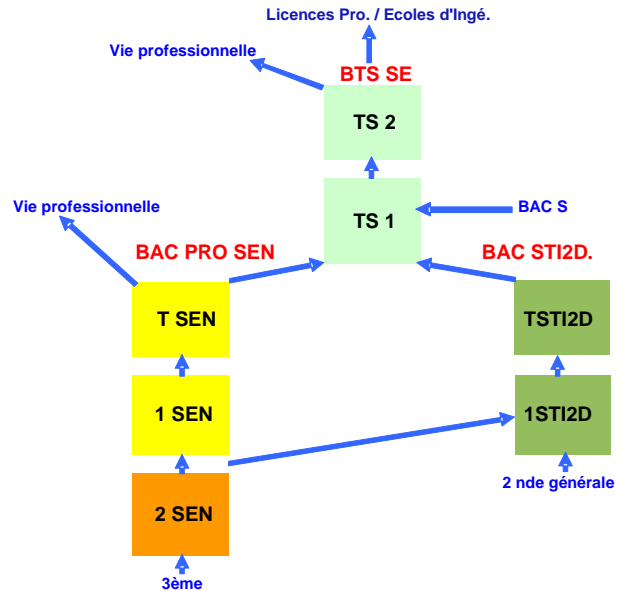 Licences Pro. / Ecoles d'Ingé.
Vie professionnelle
BTS SE
TS 2
Vie professionnelle
TS 1
BAC S
BAC PRO SEN
BAC STI2D.
T SEN
TSTI2D
1 SEN
1STI2D
2 nde générale
2 SEN
3ème